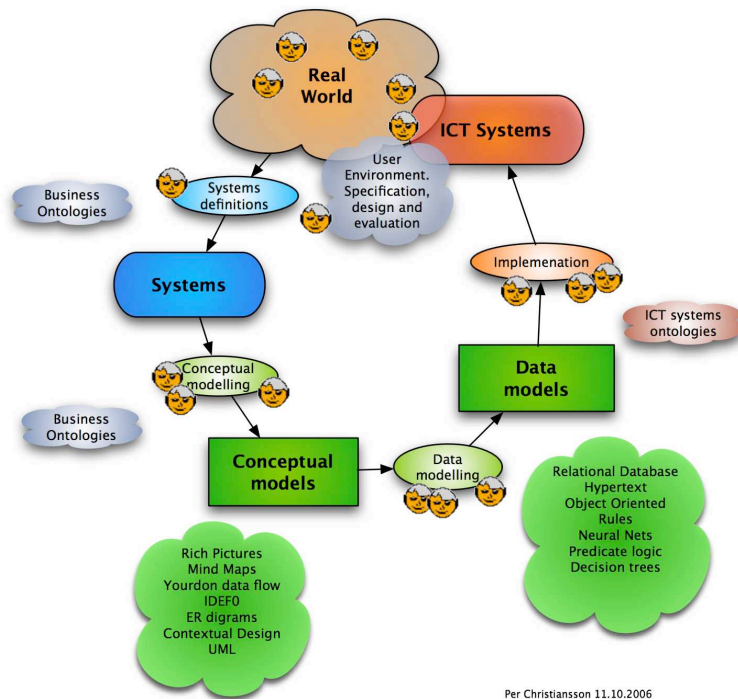 Real
World
ICT Systems
User
Environment.
Specification,
design and
evaluation
Business
Ontologies
Systems
definitions
Systems
Implemenation
ICT systems
ontologies
Conceptual
modelling
Data
models
Business
Ontologies
Conceptual
models
Data
modelling
Relational Database
Hypertext
Object Oriented
Rules
Neural Nets
Predicate logic
Decision trees
Rich Pictures
Mind Maps
Yourdon data flow
IDEF0
ER digrams
Contextual Design
UML
Per Christiansson 11.10.2006